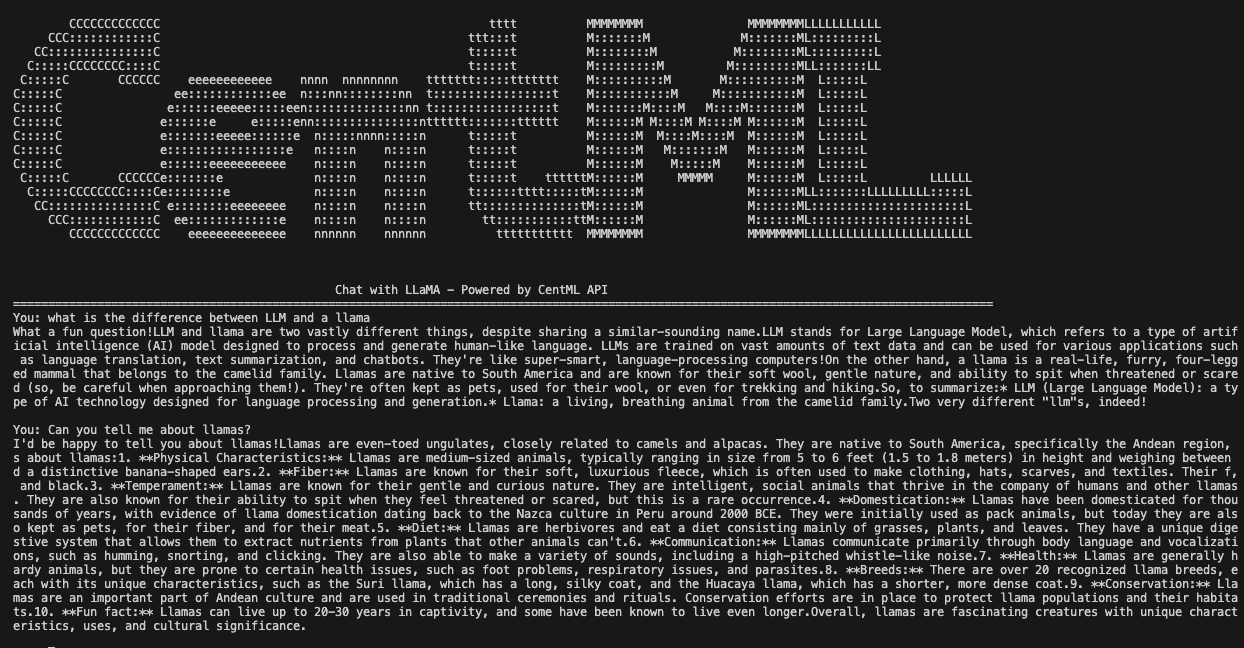 CentML
Chat with LLaMA - Powered by CentML API
You: what is the difference between LLM and a llama
What a fun question!LLM and llama are two vastly different things, despite sharing a similar-sounding name.LLM stands for Large Language Model, which refers to a type of artif
icial intelligence (AI) model designed to process and generate human-like language. LLMs are trained on vast amounts of text data and can be used for various applications such
as language translation, text summarization, and chatbots. They're like super-smart, language-processing computers!On the other hand, a llama is a real-life, furry, four-legg
ed mammal that belongs to the camelid family. Llamas are native to South America and are known for their soft wool, gentle nature, and ability to spit when threatened or scare
d (so, be careful when approaching them!). They're often kept as pets, used for their wool, or even for trekking and hiking.So, to summarize:* LLM (Large Language Model): a ty
pe of AI technology designed for language processing and generation.* Llama: a living, breathing animal from the camelid family.Two very different "llm"s, indeed!
You: Can you tell me about llamas?
I'd be happy to tell you about llamas!Llamas are even-toed ungulates, closely related to camels and alpacas. They are native to South America, specifically the Andean region,
s about llamas:1. **Physical Characteristics:** Llamas are medium-sized animals, typically ranging in size from 5 to 6 feet (1.5 to 1.8 meters) in height and weighing between
d a distinctive banana-shaped ears.2. **Fiber:** Llamas are known for their soft, luxurious fleece, which is often used to make clothing, hats, scarves, and textiles. Their f,
and black.3. **Temperament:** Llamas are known for their gentle and curious nature. They are intelligent, social animals that thrive in the company of humans and other llamas
. They are also known for their ability to spit when they feel threatened or scared, but this is a rare occurrence.4. **Domestication:** Llamas have been domesticated for thou
sands of years, with evidence of llama domestication dating back to the Nazca culture in Peru around 2000 BCE. They were initially used as pack animals, but today they are als
o kept as pets, for their fiber, and for their meat.5. **Diet:** Llamas are herbivores and eat a diet consisting mainly of grasses, plants, and leaves. They have a unique dige
stive system that allows them to extract nutrients from plants that other animals can't.6. **Communication:** Llamas communicate primarily through body language and vocalizati
ons, such as humming, snorting, and clicking. They are also able to make a variety of sounds, including a high-pitched whistle-like noise.7. **Health:** Llamas are generally h
ardy animals, but they are prone to certain health issues, such as foot problems, respiratory issues, and parasites.8. **Breeds:** There are over 20 recognized llama breeds, e
ach with its unique characteristics, such as the Suri llama, which has a long, silky coat, and the Huacaya llama, which has a shorter, more dense coat.9. **Conservation:** Lla
mas are an important part of Andean culture and are used in traditional ceremonies and rituals. Conservation efforts are in place to protect llama populations and their habita
ts.10. **Fun fact:** Llamas can live up to 20-30 years in captivity, and some have been known to live even longer.Overall, llamas are fascinating creatures with unique charact
eristics, uses, and cultural significance.